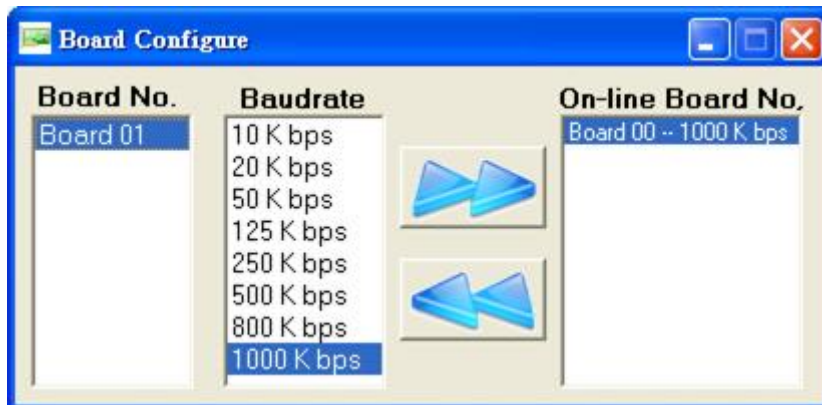 Board Configure
Board No.
Board 01
Baudrate
10 K bps
20 K bps
50 K bps
125 K bps
250 K bps
500 K bps
800 K bps
1000 K bps
On-line Board No,
Board 00 -- 1000 K bps